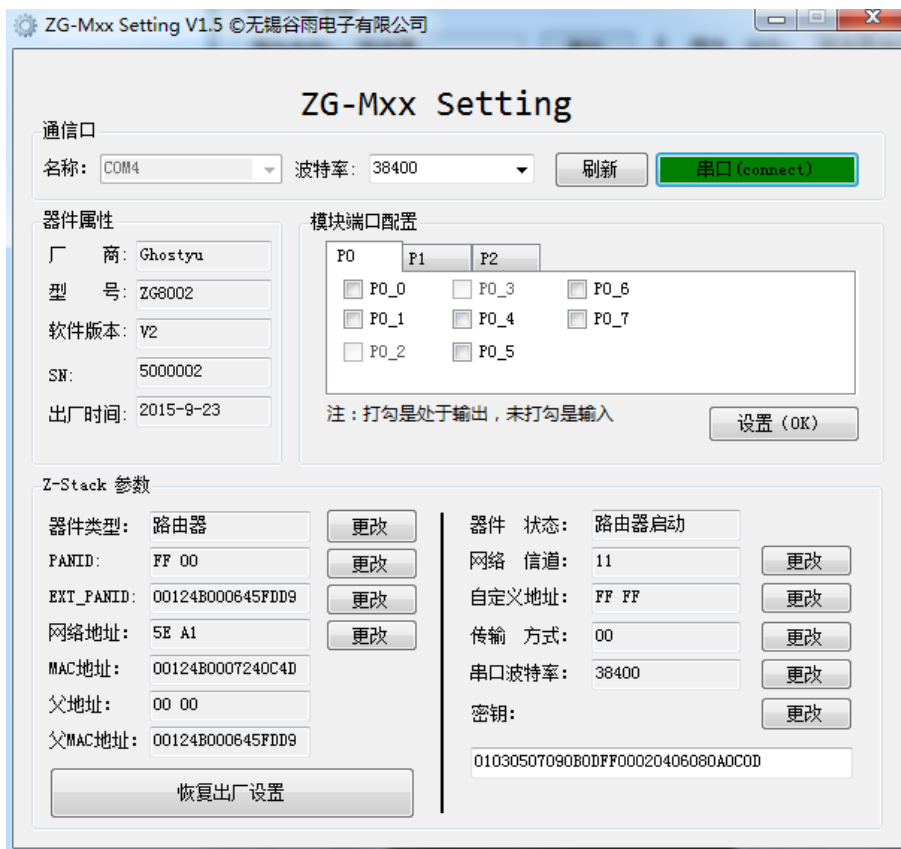 ZG-Mxx Setting V1.5 ©无锡谷雨电子有限公司
ZG-Mxx Setting
通信口
名称: COM4 波特率: 38400 刷新 串口(connect)
器件属性
厂 商: Ghostyu
型 号: ZG8002
软件版本: V2
SN: 5000002
出厂时间: 2015-9-23
模块端口配置
P0 P1 P2
P0_0 P0_3 P0_6
P0_1 P0_4 P0_7
P0_2 P0_5
注：打勾是处于输出，未打勾是输入
设置 (OK)
Z-Stack 参数
器件类型: 路由器 更改
PANID: FF 00 更改
EXT_PANID: 00124B000645FDD9 更改
网络地址: 5E A1 更改
MAC地址: 00124B0007240C4D
父地址: 00 00
父MAC地址: 00124B000645FDD9
恢复出厂设置
器件 状态: 路由器启动
网络 信道: 11 更改
自定义地址: FF FF 更改
传输 方式: 00 更改
串口波特率: 38400 更改
密钥: 更改
01030507090B0DFF00020406080A0C0D